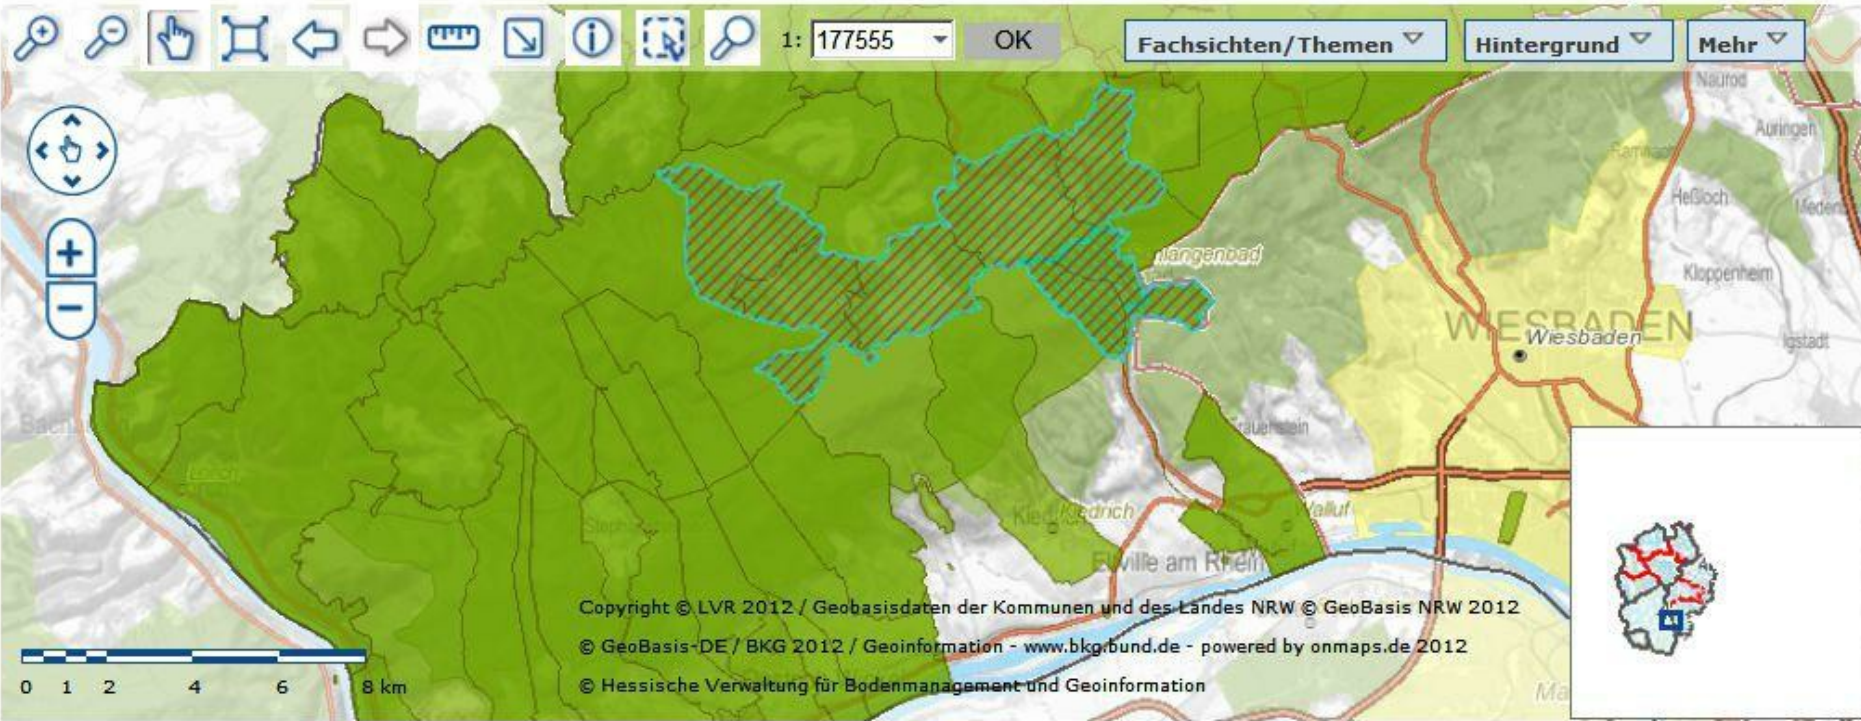 1: 177555 OK Fachsichten/Themen Hintergrund Mehr
Naurod
Auringen
Heßloch
Kloppenheim
WIESBADEN
Wiesbaden
Igstadt
Frauenstein
Kiedrich
Walluf
Eltville am Rhein
Copyright © LVR 2012 / Geobasisdaten der Kommunen und des Landes NRW © GeoBasis NRW 2012
© GeoBasis-DE / BKG 2012 / Geoinformation - www.bkg.bund.de - powered by onmaps.de 2012
© Hessische Verwaltung für Bodenmanagement und Geoinformation
0 1 2 4 6 8 km